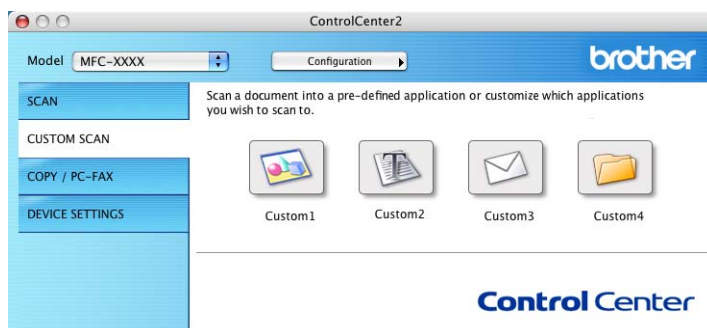 ControlCenter2
Model MFC-XXXX Configuration brother
SCAN
CUSTOM SCAN
COPY / PC-FAX
DEVICE SETTINGS
Scan a document into a pre-defined application or customize which applications
you wish to scan to.
Custom1 Custom2 Custom3 Custom4
Control Center